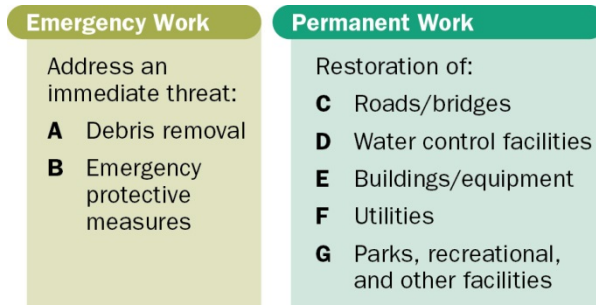 Emergency Work
Address an
immediate threat:
A Debris removal
B Emergency
protective
measures
Permanent Work
Restoration of:
C Roads/bridges
D Water control facilities
E Buildings/equipment
F Utilities
G Parks, recreational,
and other facilities